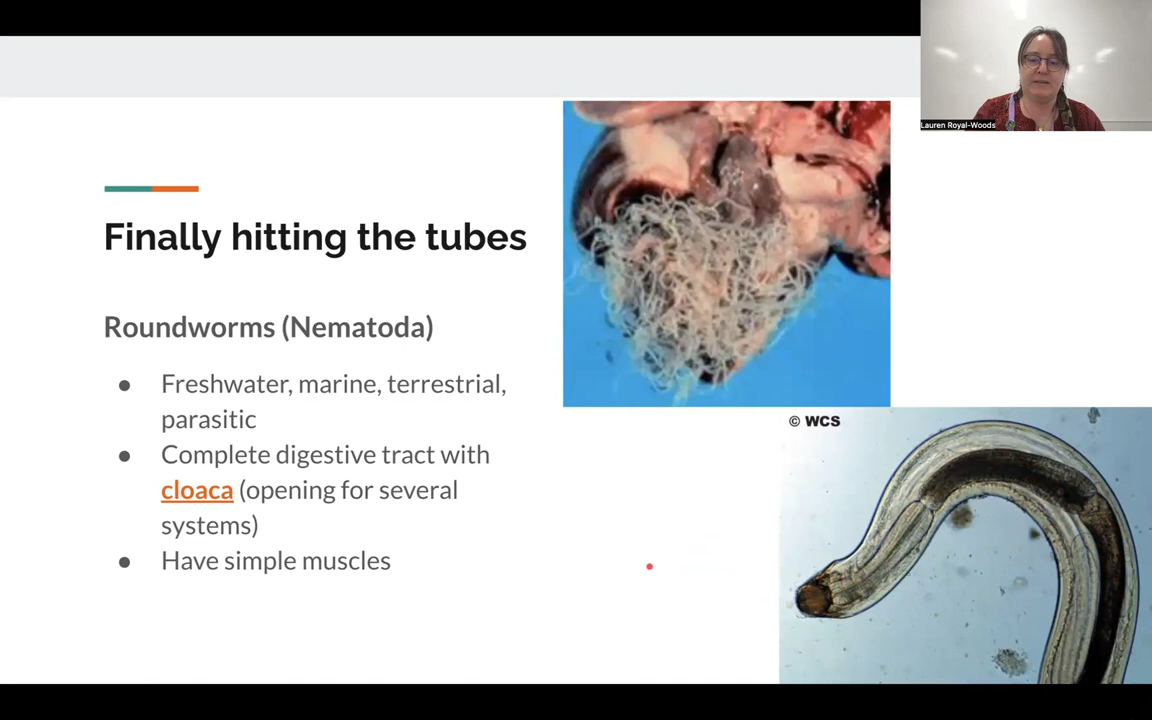 Lauren Royal-Woods
Finally hitting the tubes
Roundworms (Nematoda)
● Freshwater, marine, terrestrial,
parasitic
● Complete digestive tract with
cloaca (opening for several
systems)
● Have simple muscles
© WCS